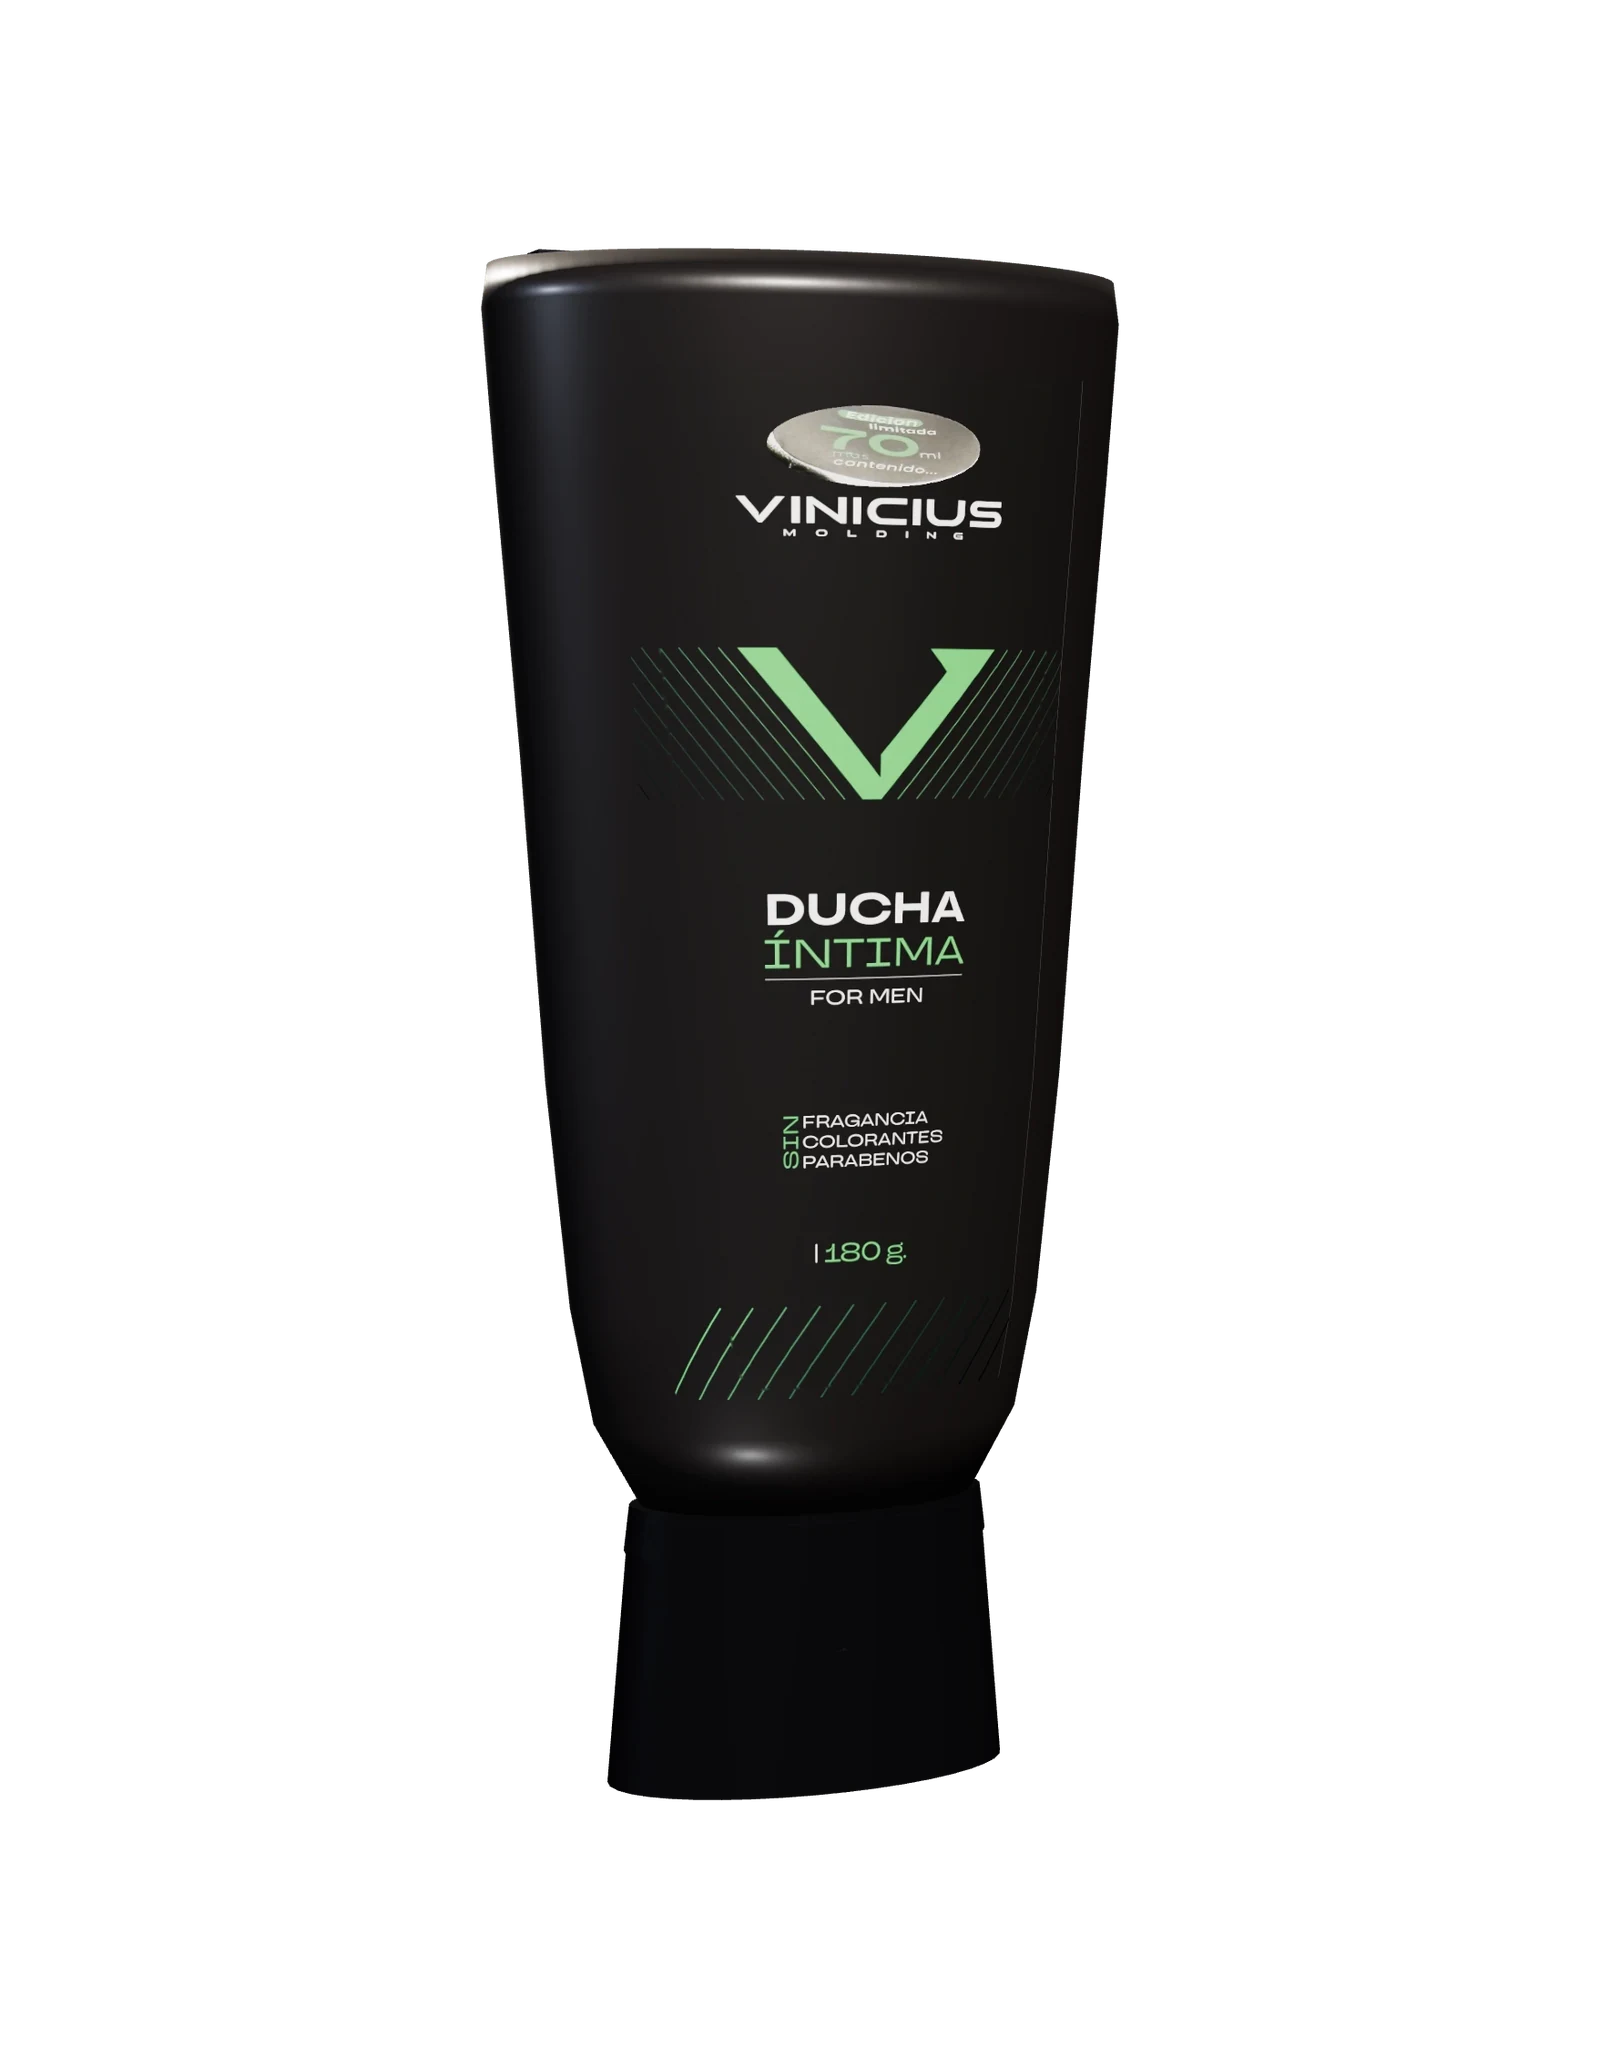 Edición
limitada
70 ml
más
contenido...
VINICIUS
MOLDING
V
DUCHA
ÍNTIMA
FOR MEN
SIN
FRAGANCIA
COLORANTES
PARABENOS
180 g.